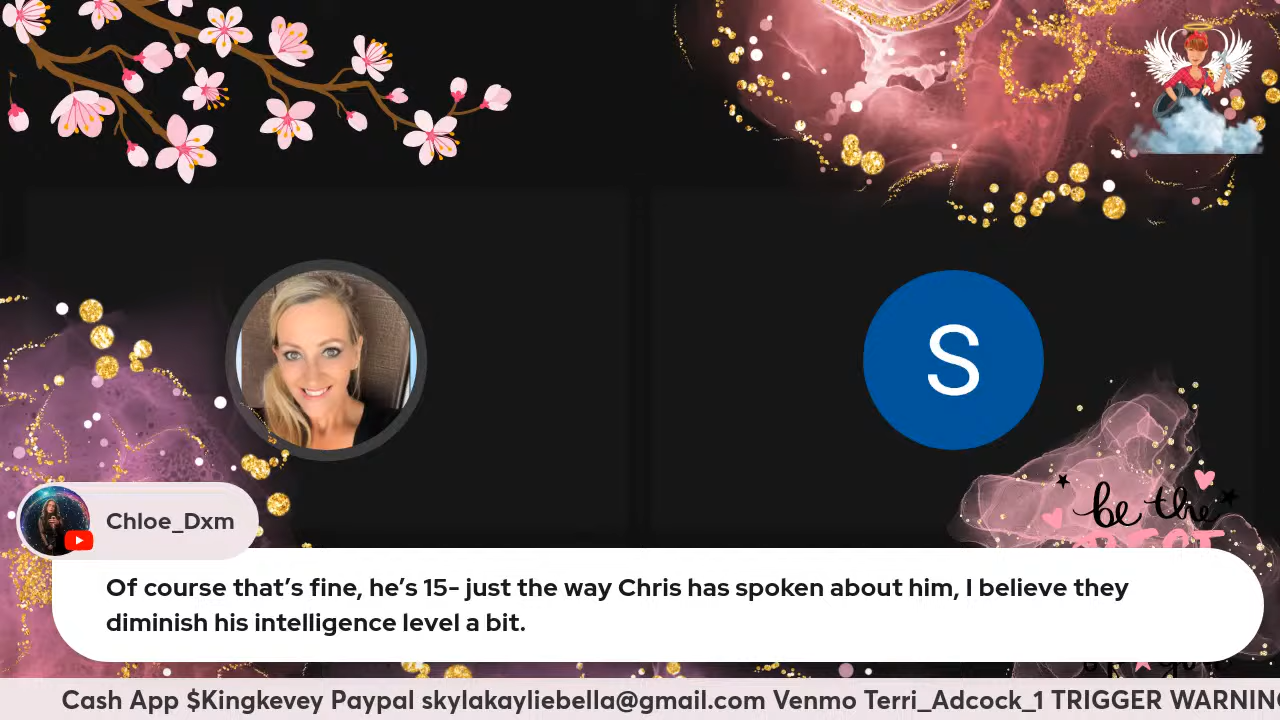 S
be the
Chloe_Dxm
Of course that’s fine, he’s 15- just the way Chris has spoken about him, I believe they
diminish his intelligence level a bit.
Cash App $Kingkevey Paypal skylakayliebella@gmail.com Venmo Terri_Adcock_1 TRIGGER WARNING